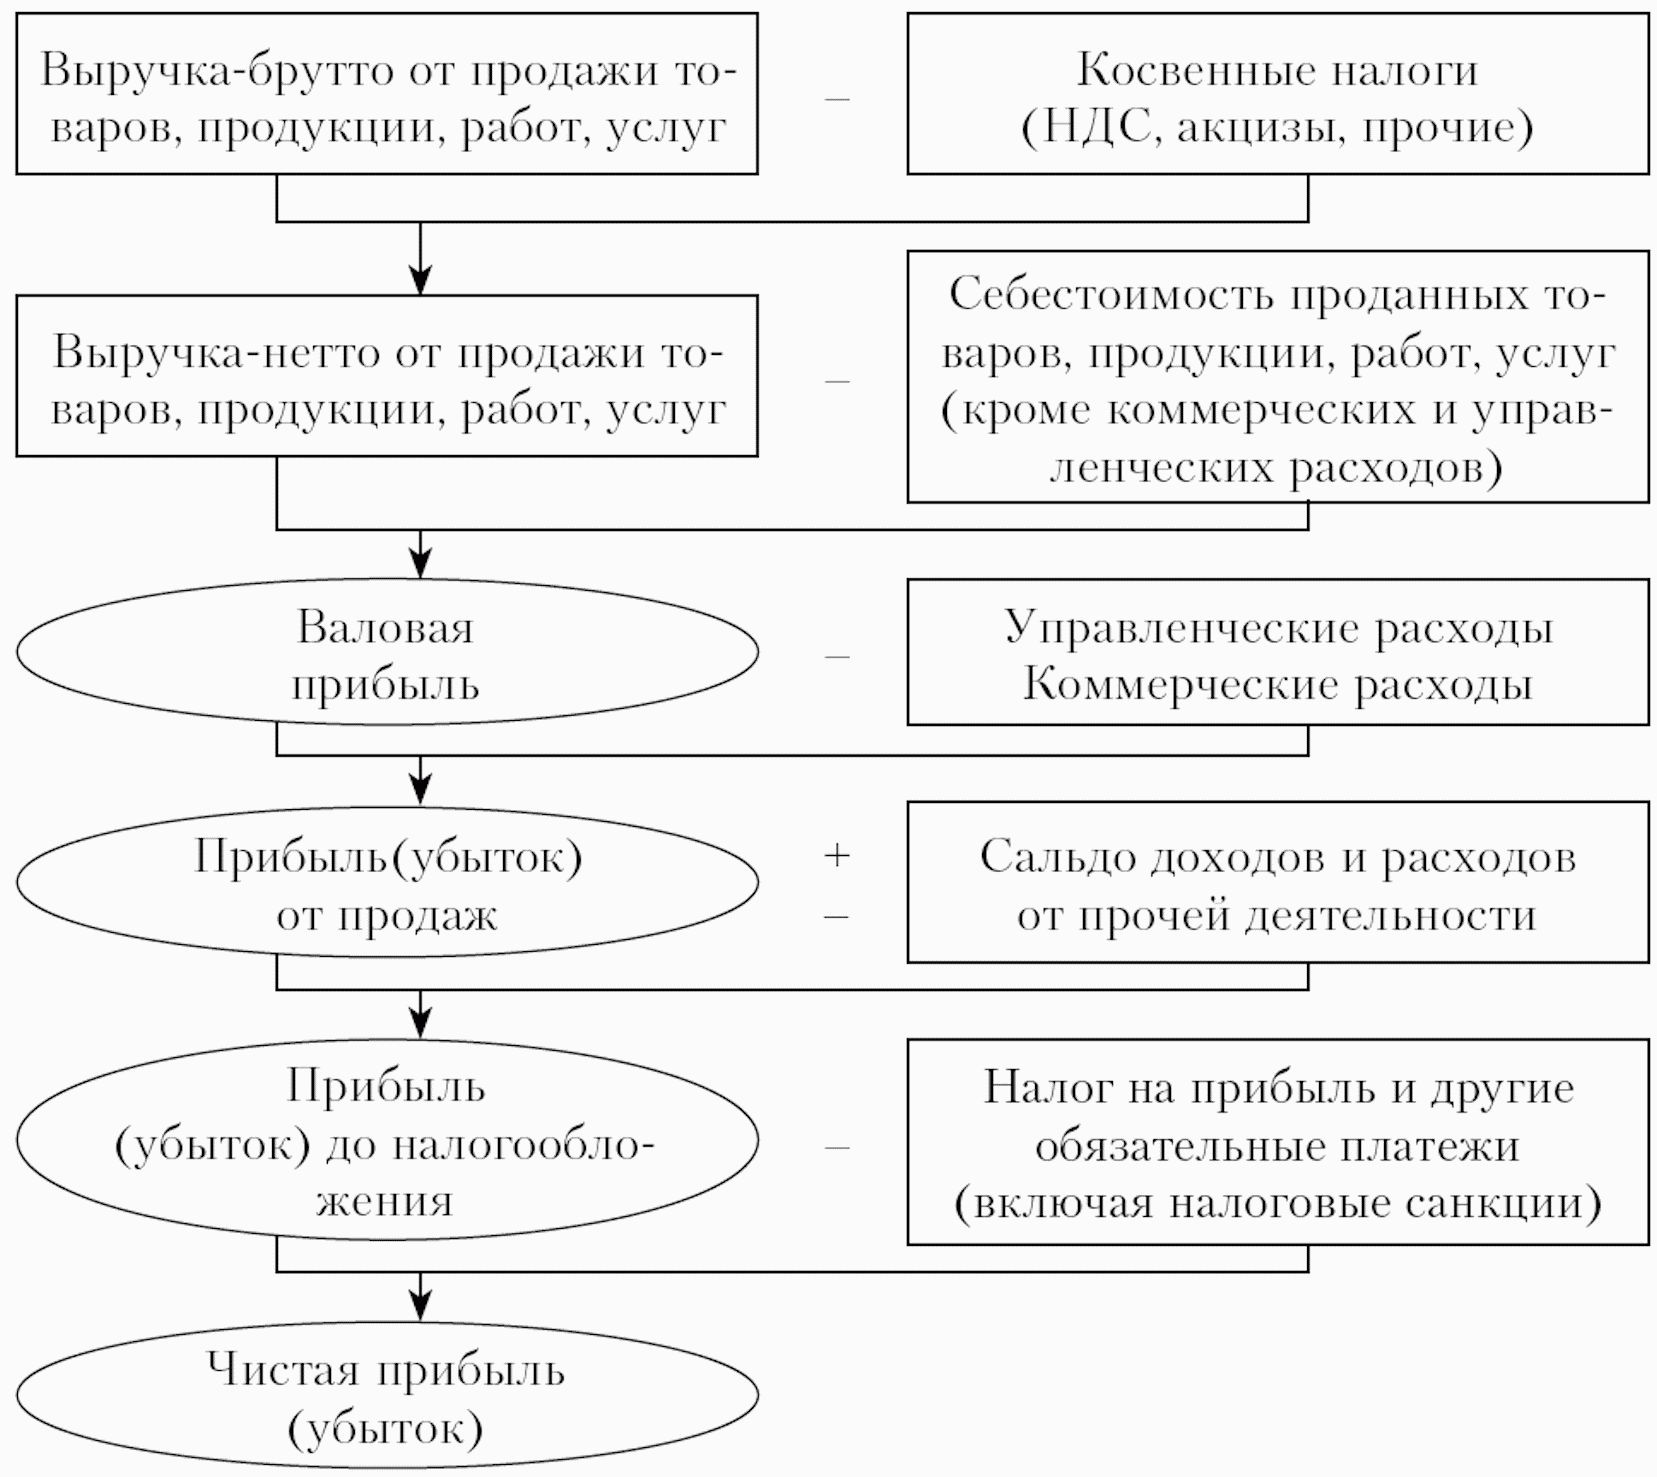 Выручка-брутто от продажи то-
варов, продукции, работ, услуг
–
Косвенные налоги
(НДС, акцизы, прочие)
Выручка-нетто от продажи то-
варов, продукции, работ, услуг
–
Себестоимость проданных то-
варов, продукции, работ, услуг
(кроме коммерческих и управ-
ленческих расходов)
Валовая
прибыль
–
Управленческие расходы
Коммерческие расходы
Прибыль(убыток)
от продаж
+
–
Сальдо доходов и расходов
от прочей деятельности
Прибыль
(убыток) до налогообло-
жения
–
Налог на прибыль и другие
обязательные платежи
(включая налоговые санкции)
Чистая прибыль
(убыток)